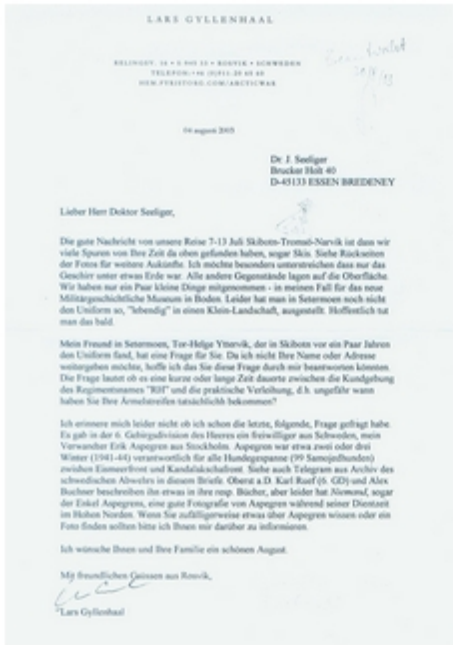 LARS GYLLENHAAL
ROSVIK • SCHWEDEN
04 august 2003
Dr. J. Seeliger
Brucker Holt 40
D-45133 ESSEN BREDENEY
Lieber Herr Doktor Seeliger,
Die gute Nachricht von unsere Reise 7-13 Juli Skibotn-Tromsö-Narvik ist dass wir
viele Spuren von Ihre Zeit da oben gefunden haben, sogar Skis. Siehe Rückseiten
der Fotos für weitere Aukünfte. Ich möchte besonders unterstreichen dass nur das
Geschirr unter etwas Erde war. Alle andere Gegenstände lagen auf die Oberfläche.
Wir haben nur ein Paar kleine Dinge mitgenommen - in meinen Fall für das neue
Militärgeschichtliche Museum in Boden. Leider hat man in Setermoen noch nicht
den Uniform so, "lebendig" in einen Klein-Landschaft, ausgestellt. Hoffentlich tut
man das bald.
Mein Freund in Setermoen, Tor-Helge Yttervik, der in Skibotn vor ein Paar Jahren
den Uniform fand, hat eine Frage für Sie. Da ich nicht Ihre Name oder Adresse
weitergeben möchte, hoffe ich das Sie diese Frage durch mir beantworten könnten.
Die Frage lautet ob es eine kurze oder lange Zeit dauerte zwischen die Kundgebung
des Regimentsnames "RH" und die praktische Verleihung, d.h. ungefähr wann
haben Sie Ihre Ärmelstreifen tatsächlichh bekommen?
Ich erinnere mich leider nicht ob ich schon die letzte, folgende, Frage gefragt habe.
Es gab in der 6. Gebirgsdivision des Heeres ein freiwilliger aus Schweden, mein
Verwandter Erik Aspegren aus Stockholm. Aspegren war etwa zwei oder drei
Winter (1941-44) verantwortlich für alle Hundegespanne (99 Samojedhunden)
zwischen Eismeerfront und Kandalakschafront. Siehe auch Telegram aus Archiv des
schwedischen Abwehrs in diesem Briefe. Oberst a.D. Karl Ruef (6. GD) und Alex
Buchner beschreiben ihn etwas in ihre resp. Bücher, aber leider hat Niemand, sogar
der Enkel Aspegrens, eine gute Fotografie von Aspegren während seiner Dientzeit
im Hohen Norden. Wenn Sie zufälligerweise etwas über Aspegren wissen oder ein
Foto finden sollten bitte ich Ihnen mir darüber zu informieren.
Ich wünsche Ihnen und Ihre Familie ein schönen August.
Mit freundlichen Grüssen aus Rosvik,
Lars Gyllenhaal